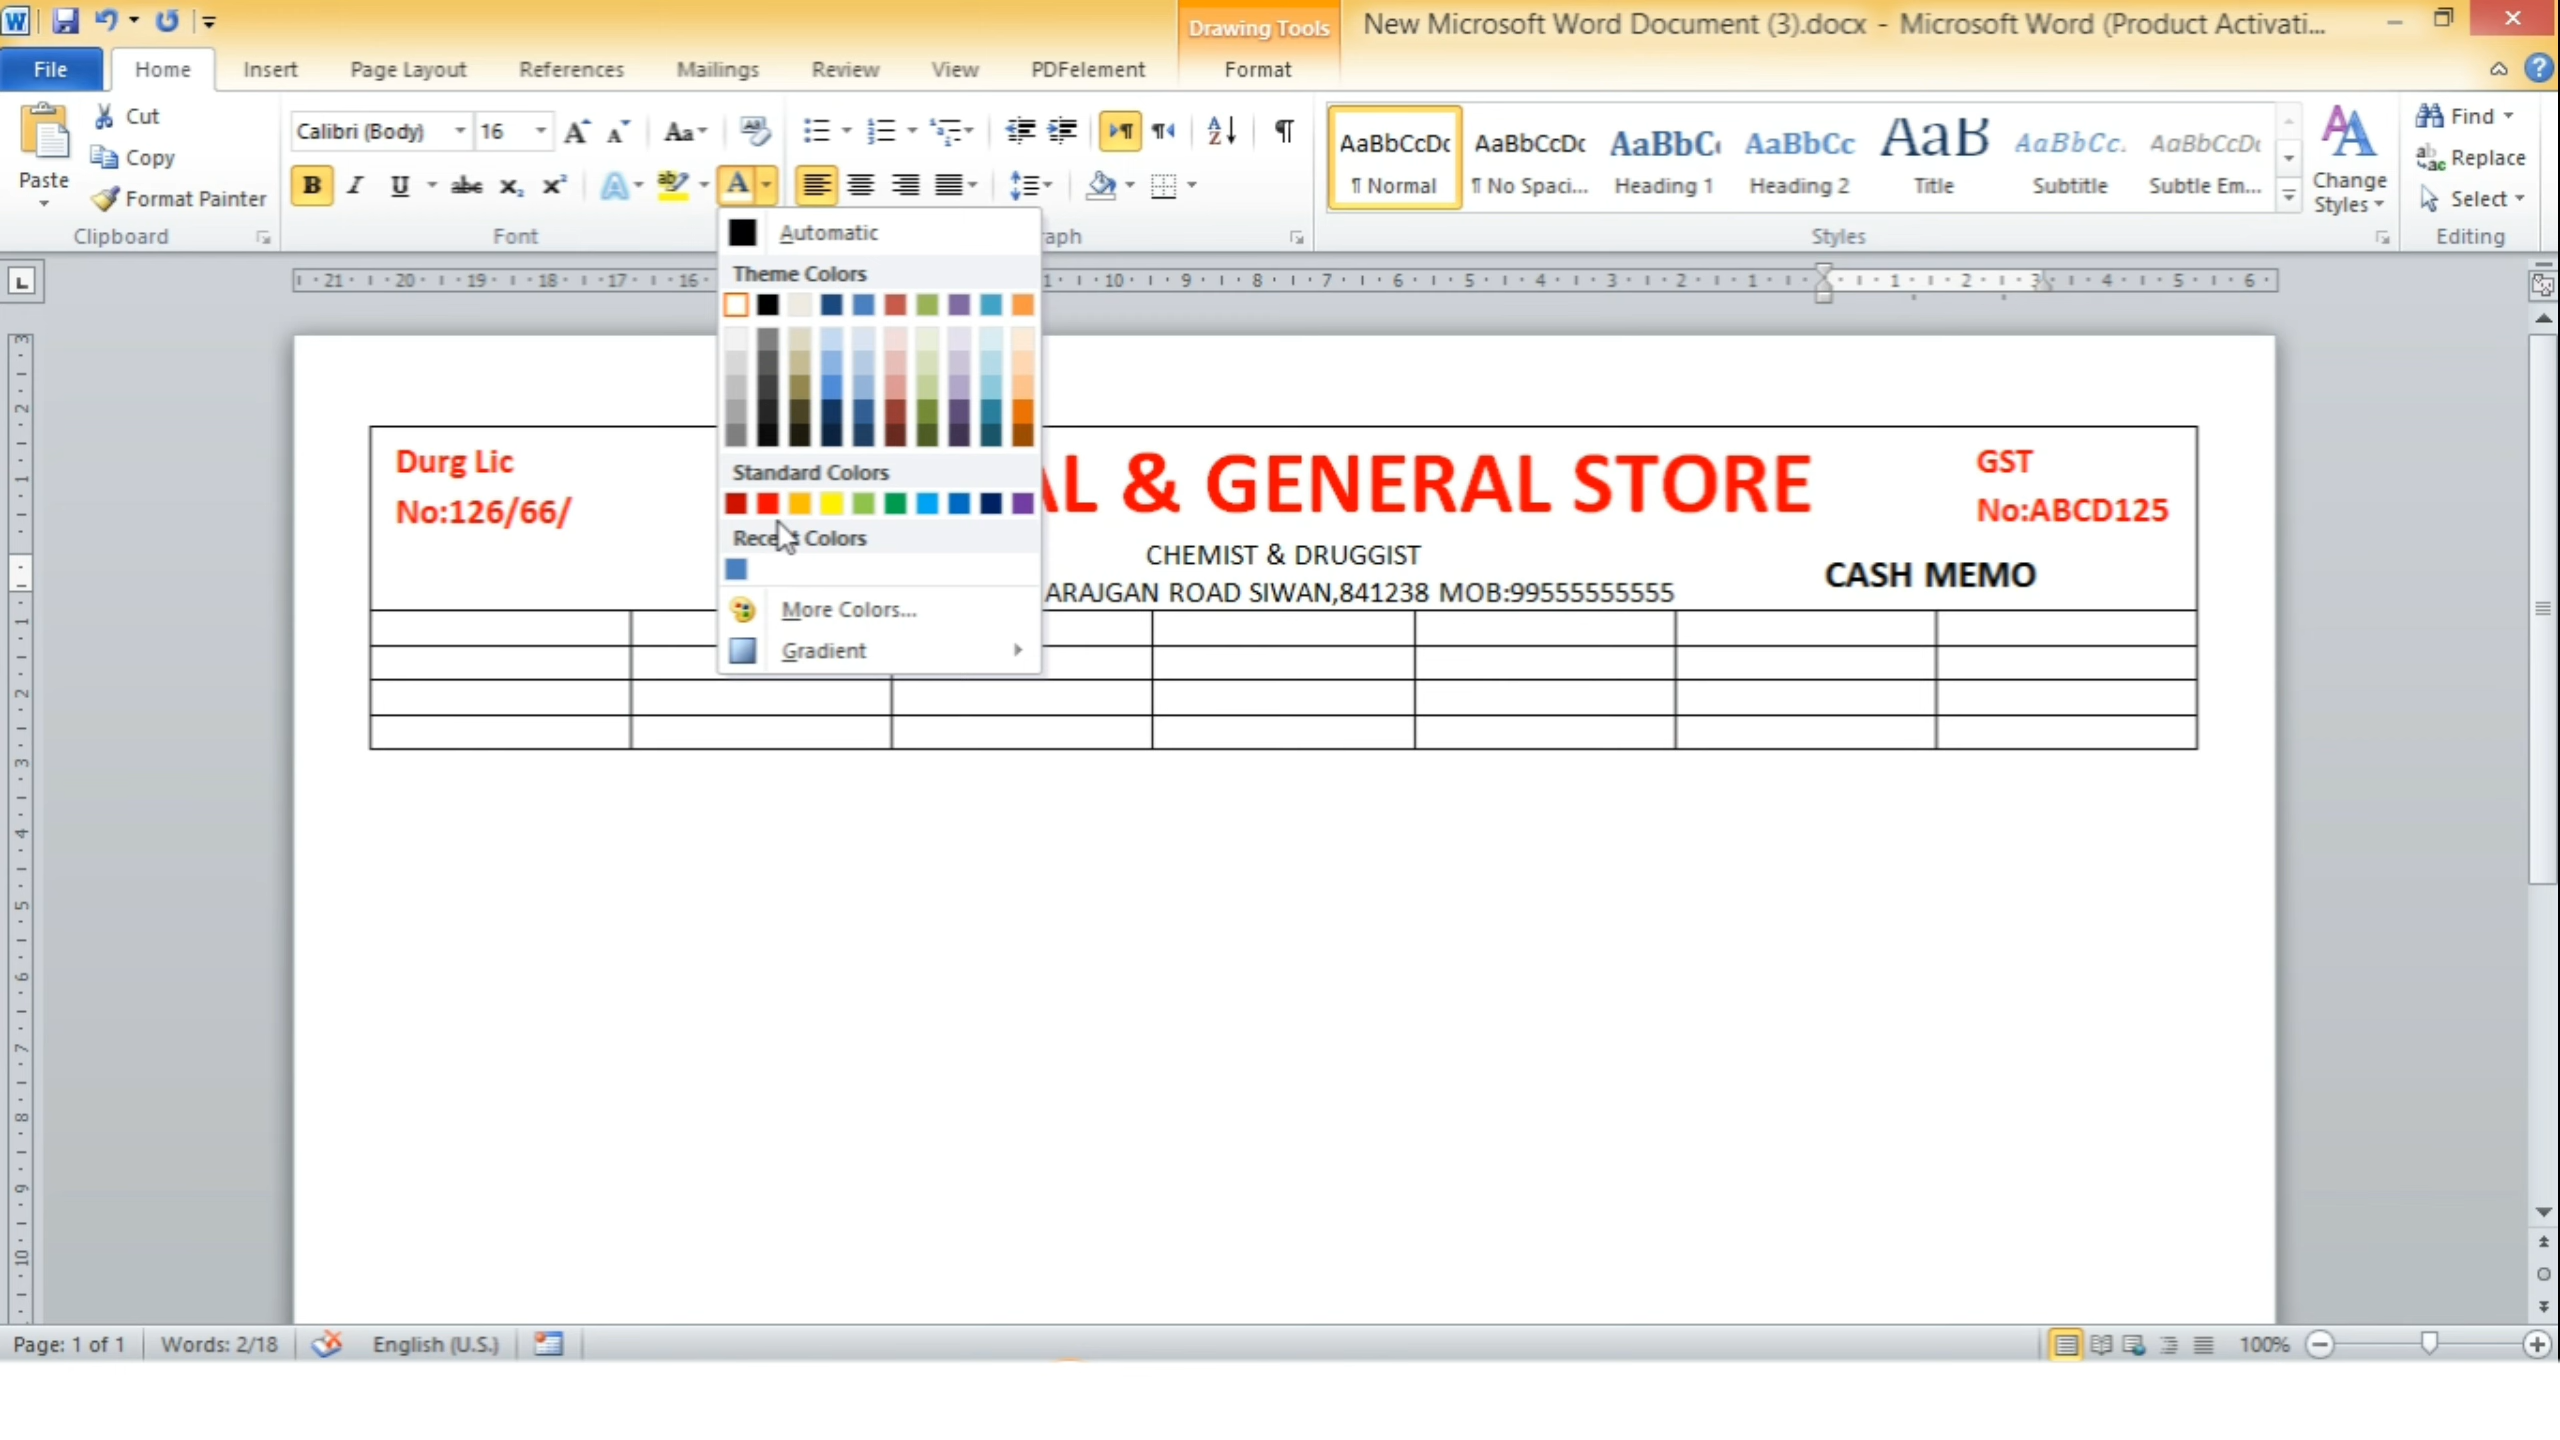 Drawing Tools
New Microsoft Word Document (3).docx - Microsoft Word (Product Activati...
File Home Insert Page Layout References Mailings Review View PDFelement Format
Paste
Cut
Copy
Format Painter
Clipboard
Calibri (Body) 16
Font
Automatic
Theme Colors
Standard Colors
Recent Colors
More Colors...
Gradient
raph
AaBbCcDc AaBbCcDc AaBbC AaBbCc AaB AaBbCc. AaBbCcDc
¶ Normal ¶ No Spaci... Heading 1 Heading 2 Title Subtitle Subtle Em...
Change
Styles
Styles
Find
Replace
Select
Editing
Durg Lic
No:126/66/
AL & GENERAL STORE
GST
No:ABCD125
CHEMIST & DRUGGIST
CASH MEMO
ARAJGAN ROAD SIWAN,841238 MOB:99555555555
Page: 1 of 1 Words: 2/18 English (U.S.) 100%